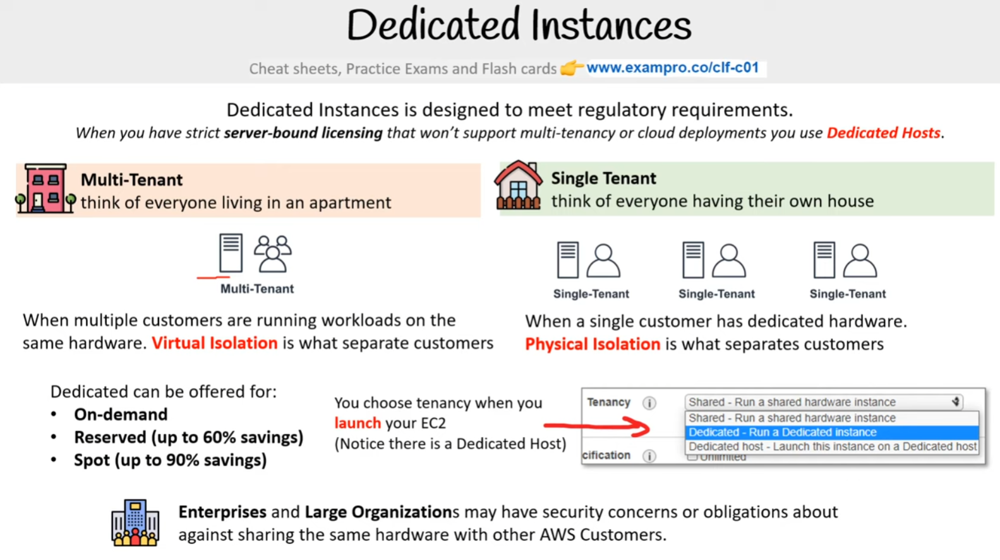 Dedicated Instances
Cheat sheets, Practice Exams and Flash cards 👉 www.exampro.co/clf-c01
Dedicated Instances is designed to meet regulatory requirements.
When you have strict server-bound licensing that won't support multi-tenancy or cloud deployments you use Dedicated Hosts.
Multi-Tenant
think of everyone living in an apartment
Multi-Tenant
When multiple customers are running workloads on the
same hardware. Virtual Isolation is what separate customers
Single Tenant
think of everyone having their own house
Single-Tenant
Single-Tenant
Single-Tenant
When a single customer has dedicated hardware.
Physical Isolation is what separates customers
Dedicated can be offered for:
• On-demand
• Reserved (up to 60% savings)
• Spot (up to 90% savings)
You choose tenancy when you
launch your EC2
(Notice there is a Dedicated Host)
Tenancy
Shared - Run a shared hardware instance
Shared - Run a shared hardware instance
Dedicated - Run a Dedicated instance
Dedicated host - Launch this instance on a Dedicated host
cification
Unlimited
Enterprises and Large Organizations may have security concerns or obligations about
against sharing the same hardware with other AWS Customers.